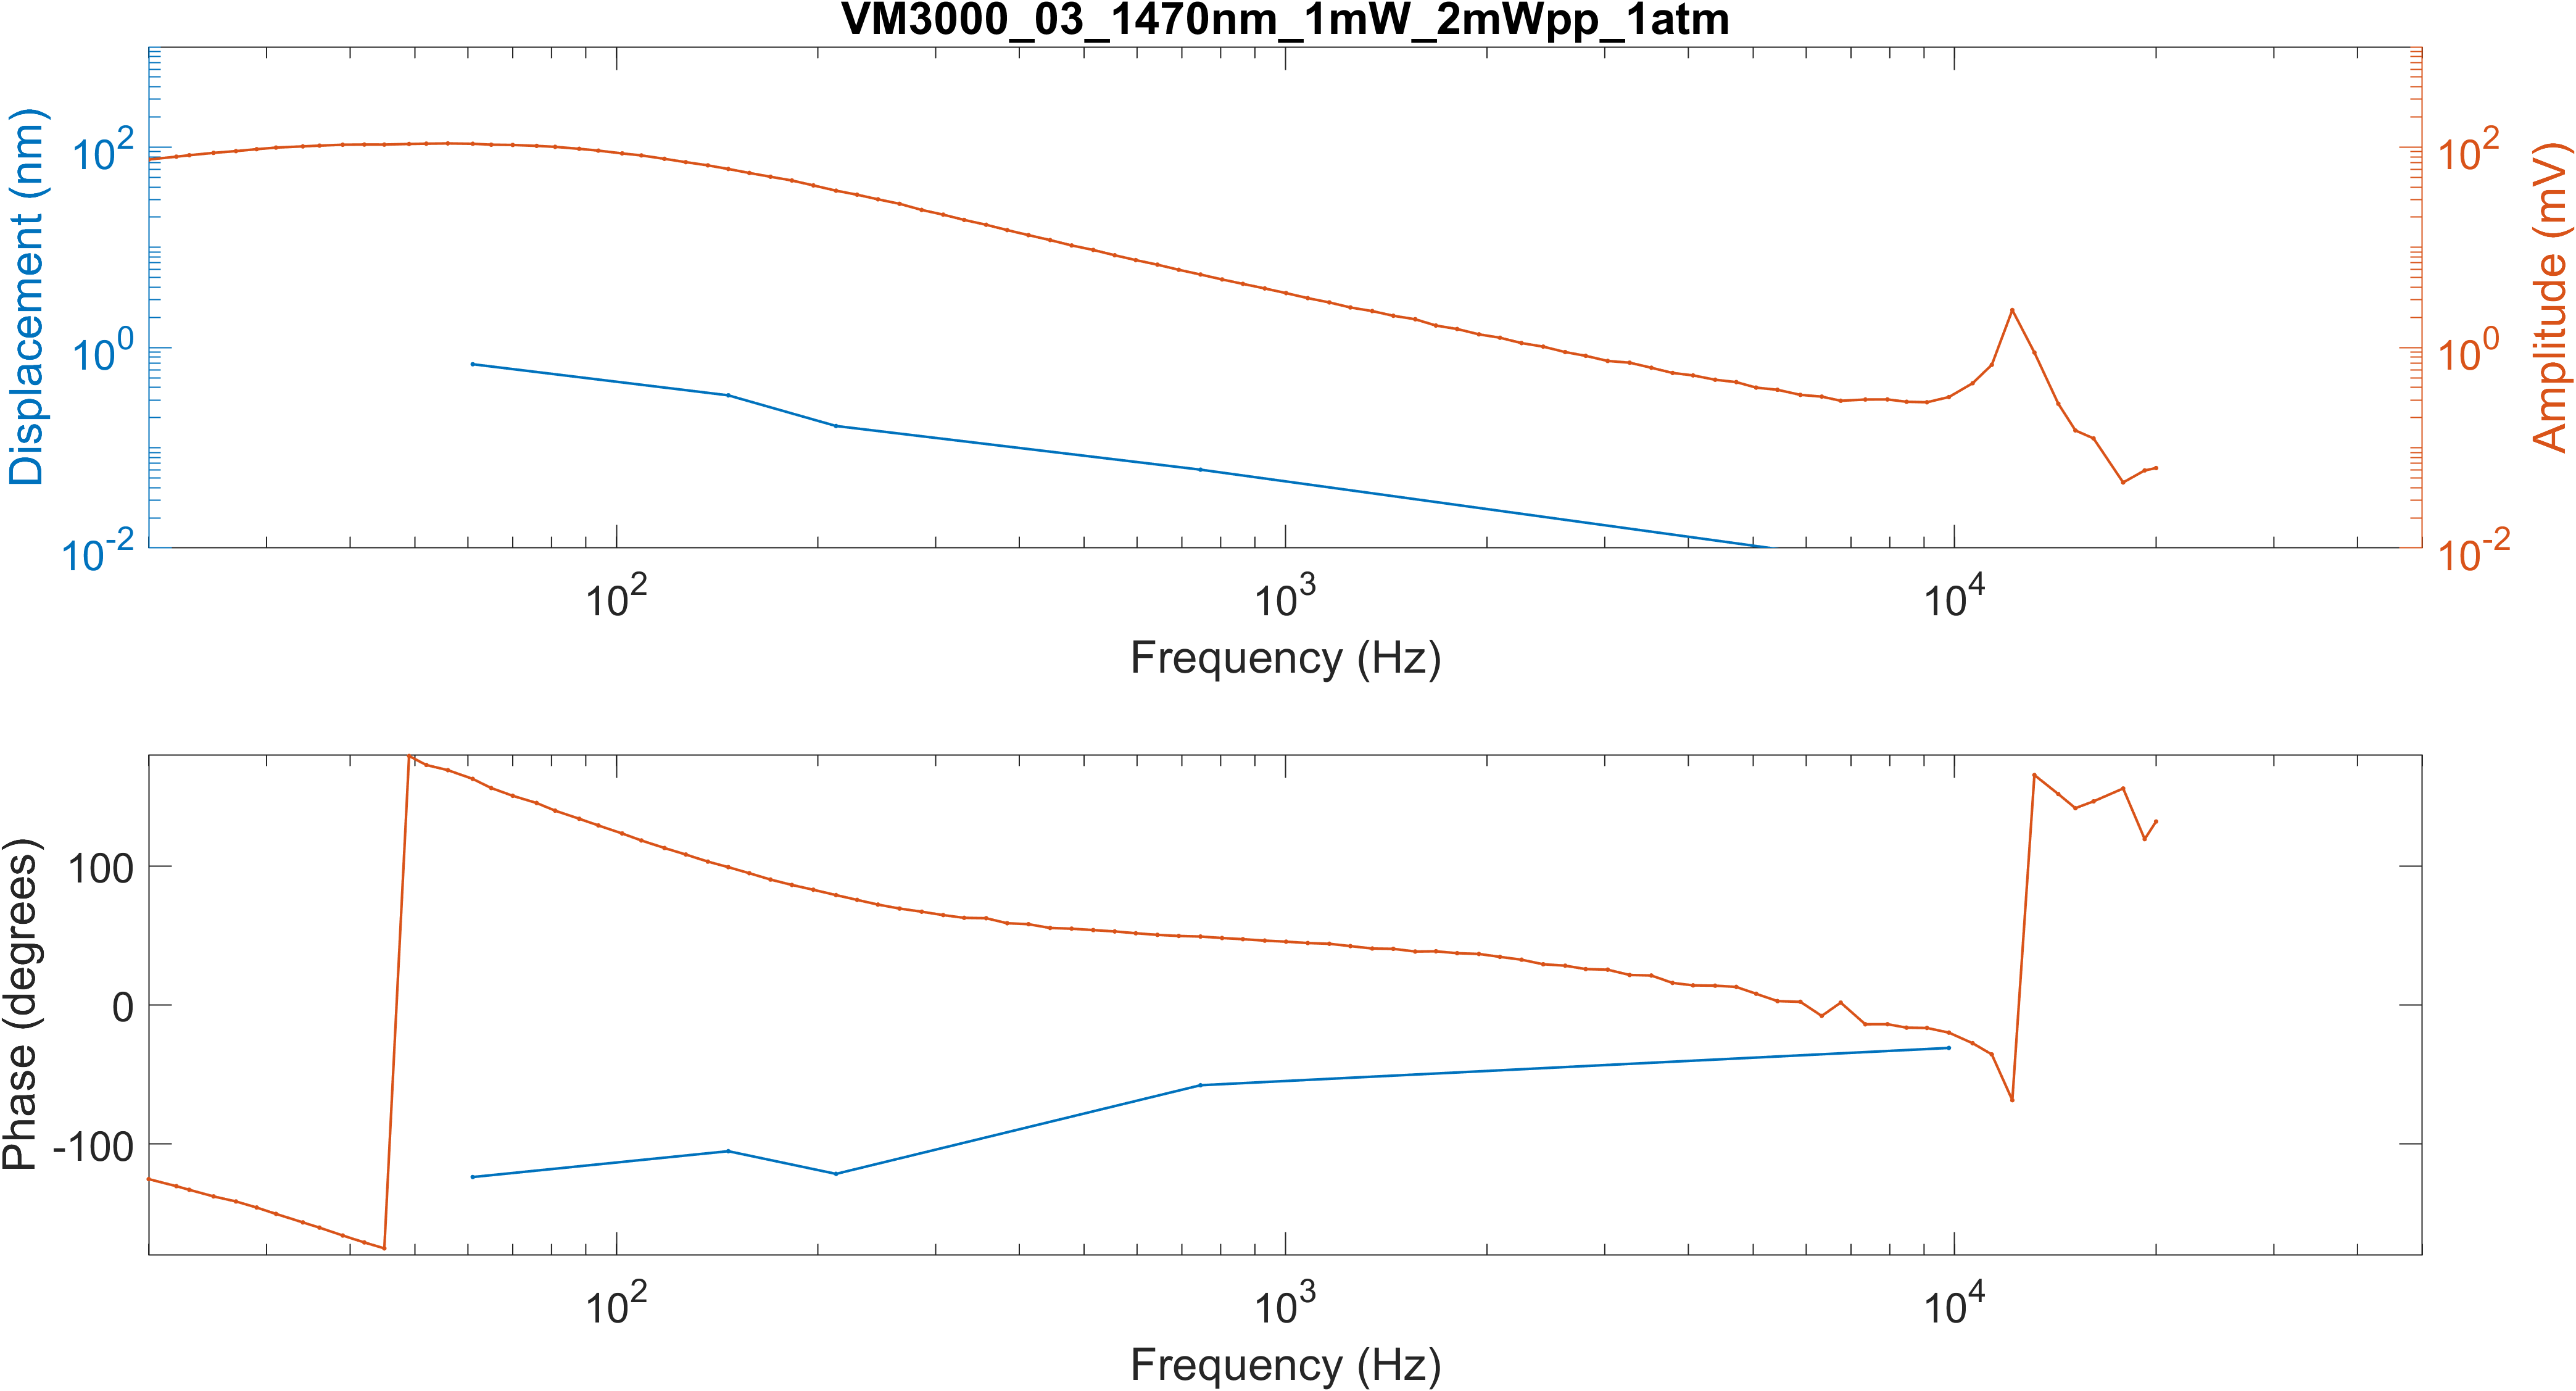 VM3000_03_1470nm_1mW_2mWpp_1atm
Displacement (nm)
10^2
10^0
10^-2
Amplitude (mV)
10^2
10^0
10^-2
10^2 10^3 10^4
Frequency (Hz)
Phase (degrees)
100
0
-100
10^2 10^3 10^4
Frequency (Hz)